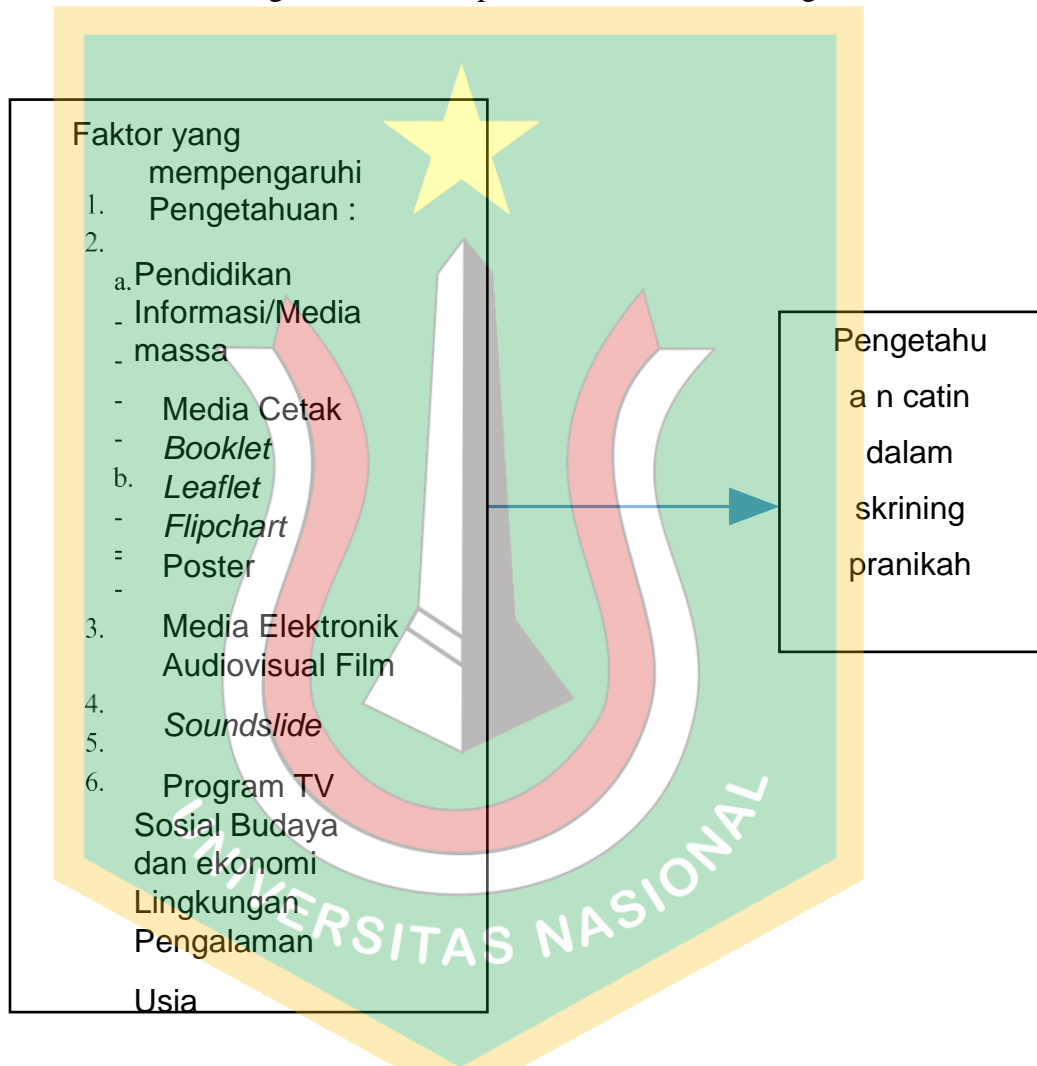 Faktor yang
mempengaruhi
1. Pengetahuan :
2.
a. Pendidikan
- Informasi/Media
- massa
- Media Cetak
- Booklet
b. Leaflet
- Flipchart
- Poster
-
3. Media Elektronik
Audiovisual Film
4. Soundslide
5.
6. Program TV
Sosial Budaya
dan ekonomi
Lingkungan
Pengalaman
Usia
Pengetahu
a n catin
dalam
skrining
pranikah
UNIVERSITAS NASIONAL